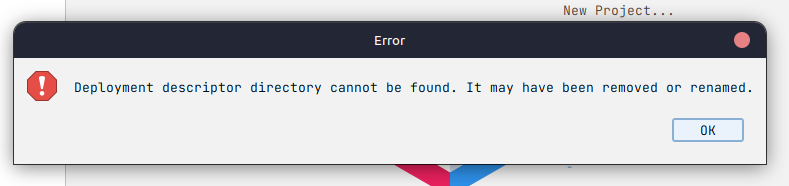 New Project...
Error
Deployment descriptor directory cannot be found. It may have been removed or renamed.
OK